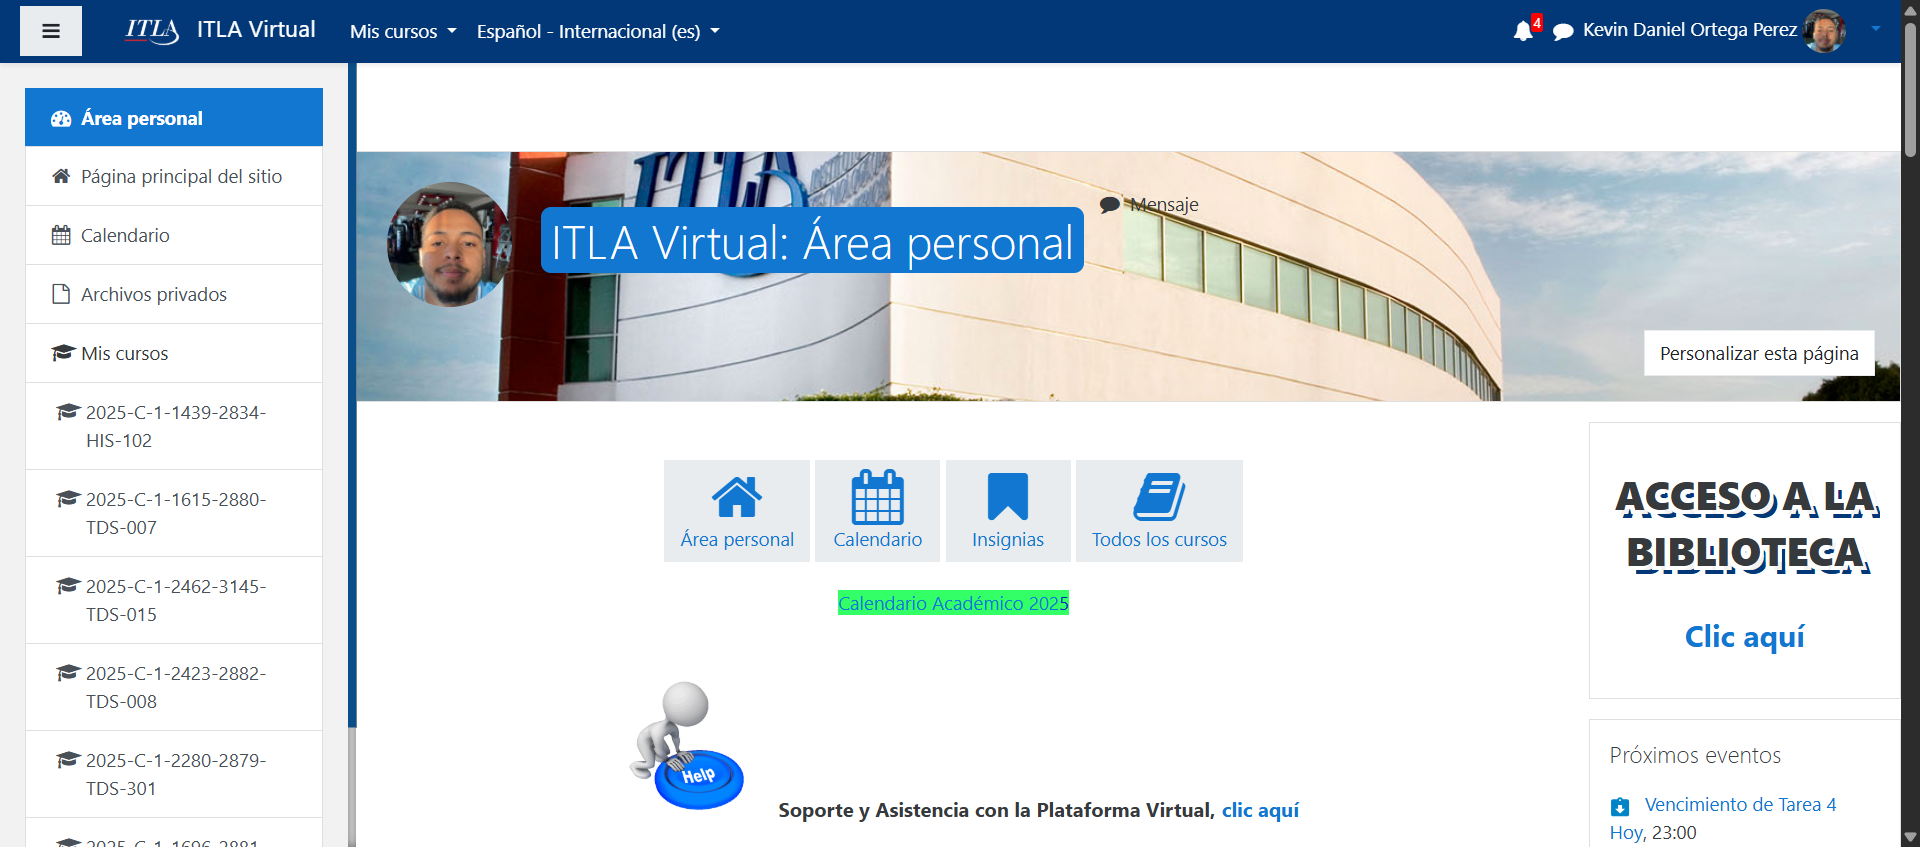 ITLA
ITLA Virtual
Mis cursos
Español - Internacional (es)
4
Kevin Daniel Ortega Perez
Área personal
Página principal del sitio
Calendario
Archivos privados
Mis cursos
2025-C-1-1439-2834-
HIS-102
2025-C-1-1615-2880-
TDS-007
2025-C-1-2462-3145-
TDS-015
2025-C-1-2423-2882-
TDS-008
2025-C-1-2280-2879-
TDS-301
2025-C-1-1696-2881-
ITLA
ITLA Virtual: Área personal
Mensaje
Personalizar esta página
Área personal
Calendario
Insignias
Todos los cursos
Calendario Académico 2025
Help
Soporte y Asistencia con la Plataforma Virtual, clic aquí
ACCESO A LA
BIBLIOTECA
Clic aquí
Próximos eventos
Vencimiento de Tarea 4
Hoy, 23:00